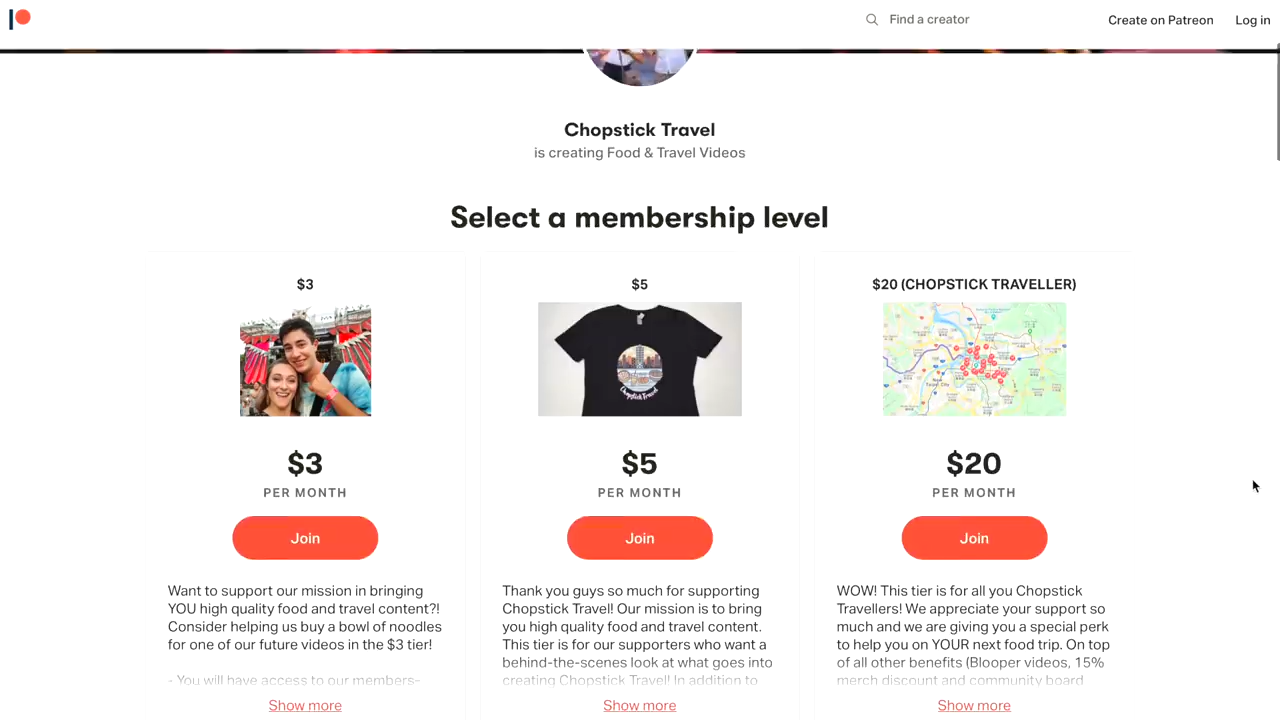 Find a creator
Create on Patreon
Log in
Chopstick Travel
is creating Food & Travel Videos
Select a membership level
$3
$5
$20 (CHOPSTICK TRAVELLER)
Chopstick Travel
$3
PER MONTH
Join
$5
PER MONTH
Join
$20
PER MONTH
Join
Want to support our mission in bringing
YOU high quality food and travel content?!
Consider helping us buy a bowl of noodles
for one of our future videos in the $3 tier!
- You will have access to our members-
Show more
Thank you guys so much for supporting
Chopstick Travel! Our mission is to bring
you high quality food and travel content.
This tier is for our supporters who want a
behind-the-scenes look at what goes into
creating Chopstick Travel! In addition to
Show more
WOW! This tier is for all you Chopstick
Travellers! We appreciate your support so
much and we are giving you a special perk
to help you on YOUR next food trip. On top
of all other benefits (Blooper videos, 15%
merch discount and community board
Show more